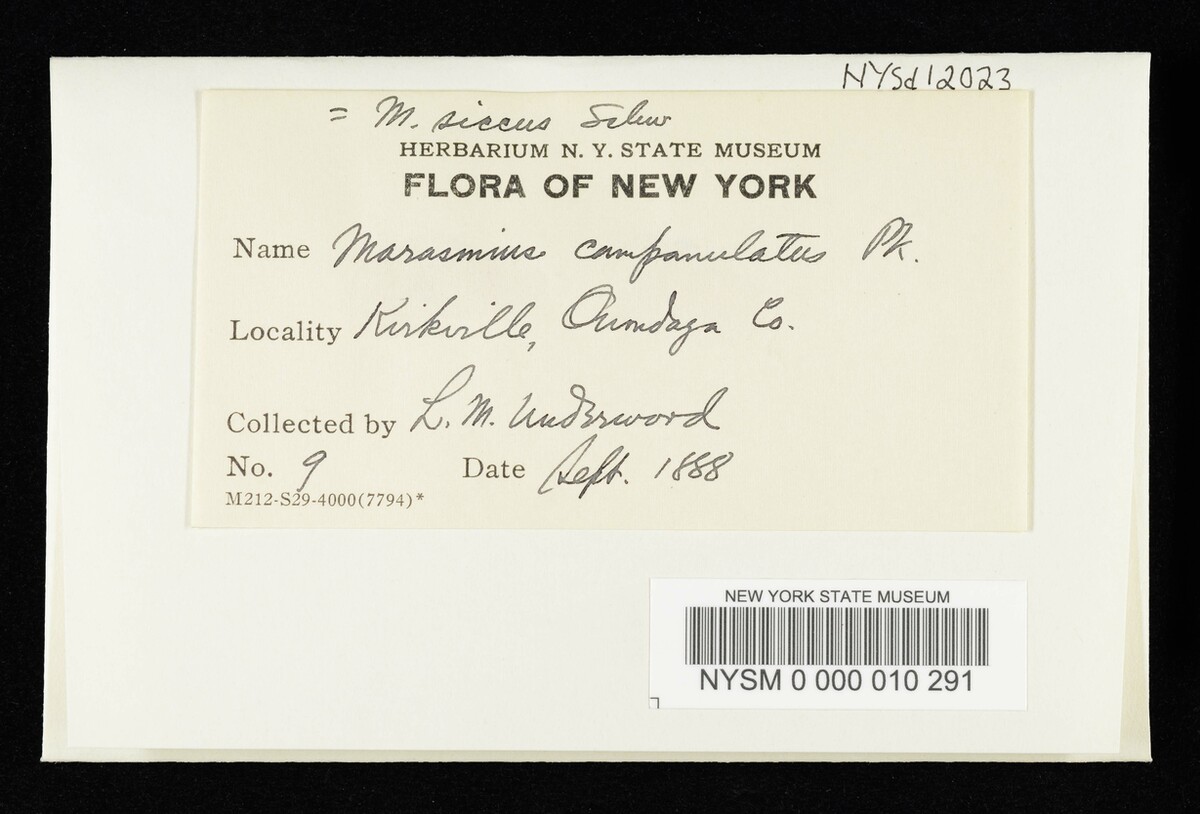 NYSd12023
= M. siccus Schw
HERBARIUM N. Y. STATE MUSEUM
FLORA OF NEW YORK
Name Marasmius campanulatus Pk.
Locality Kirkville, Onondaga Co.
Collected by L. M. Underwood
No. 9 Date Sept. 1888
M212-S29-4000(7794)*
NEW YORK STATE MUSEUM
NYSM 0 000 010 291